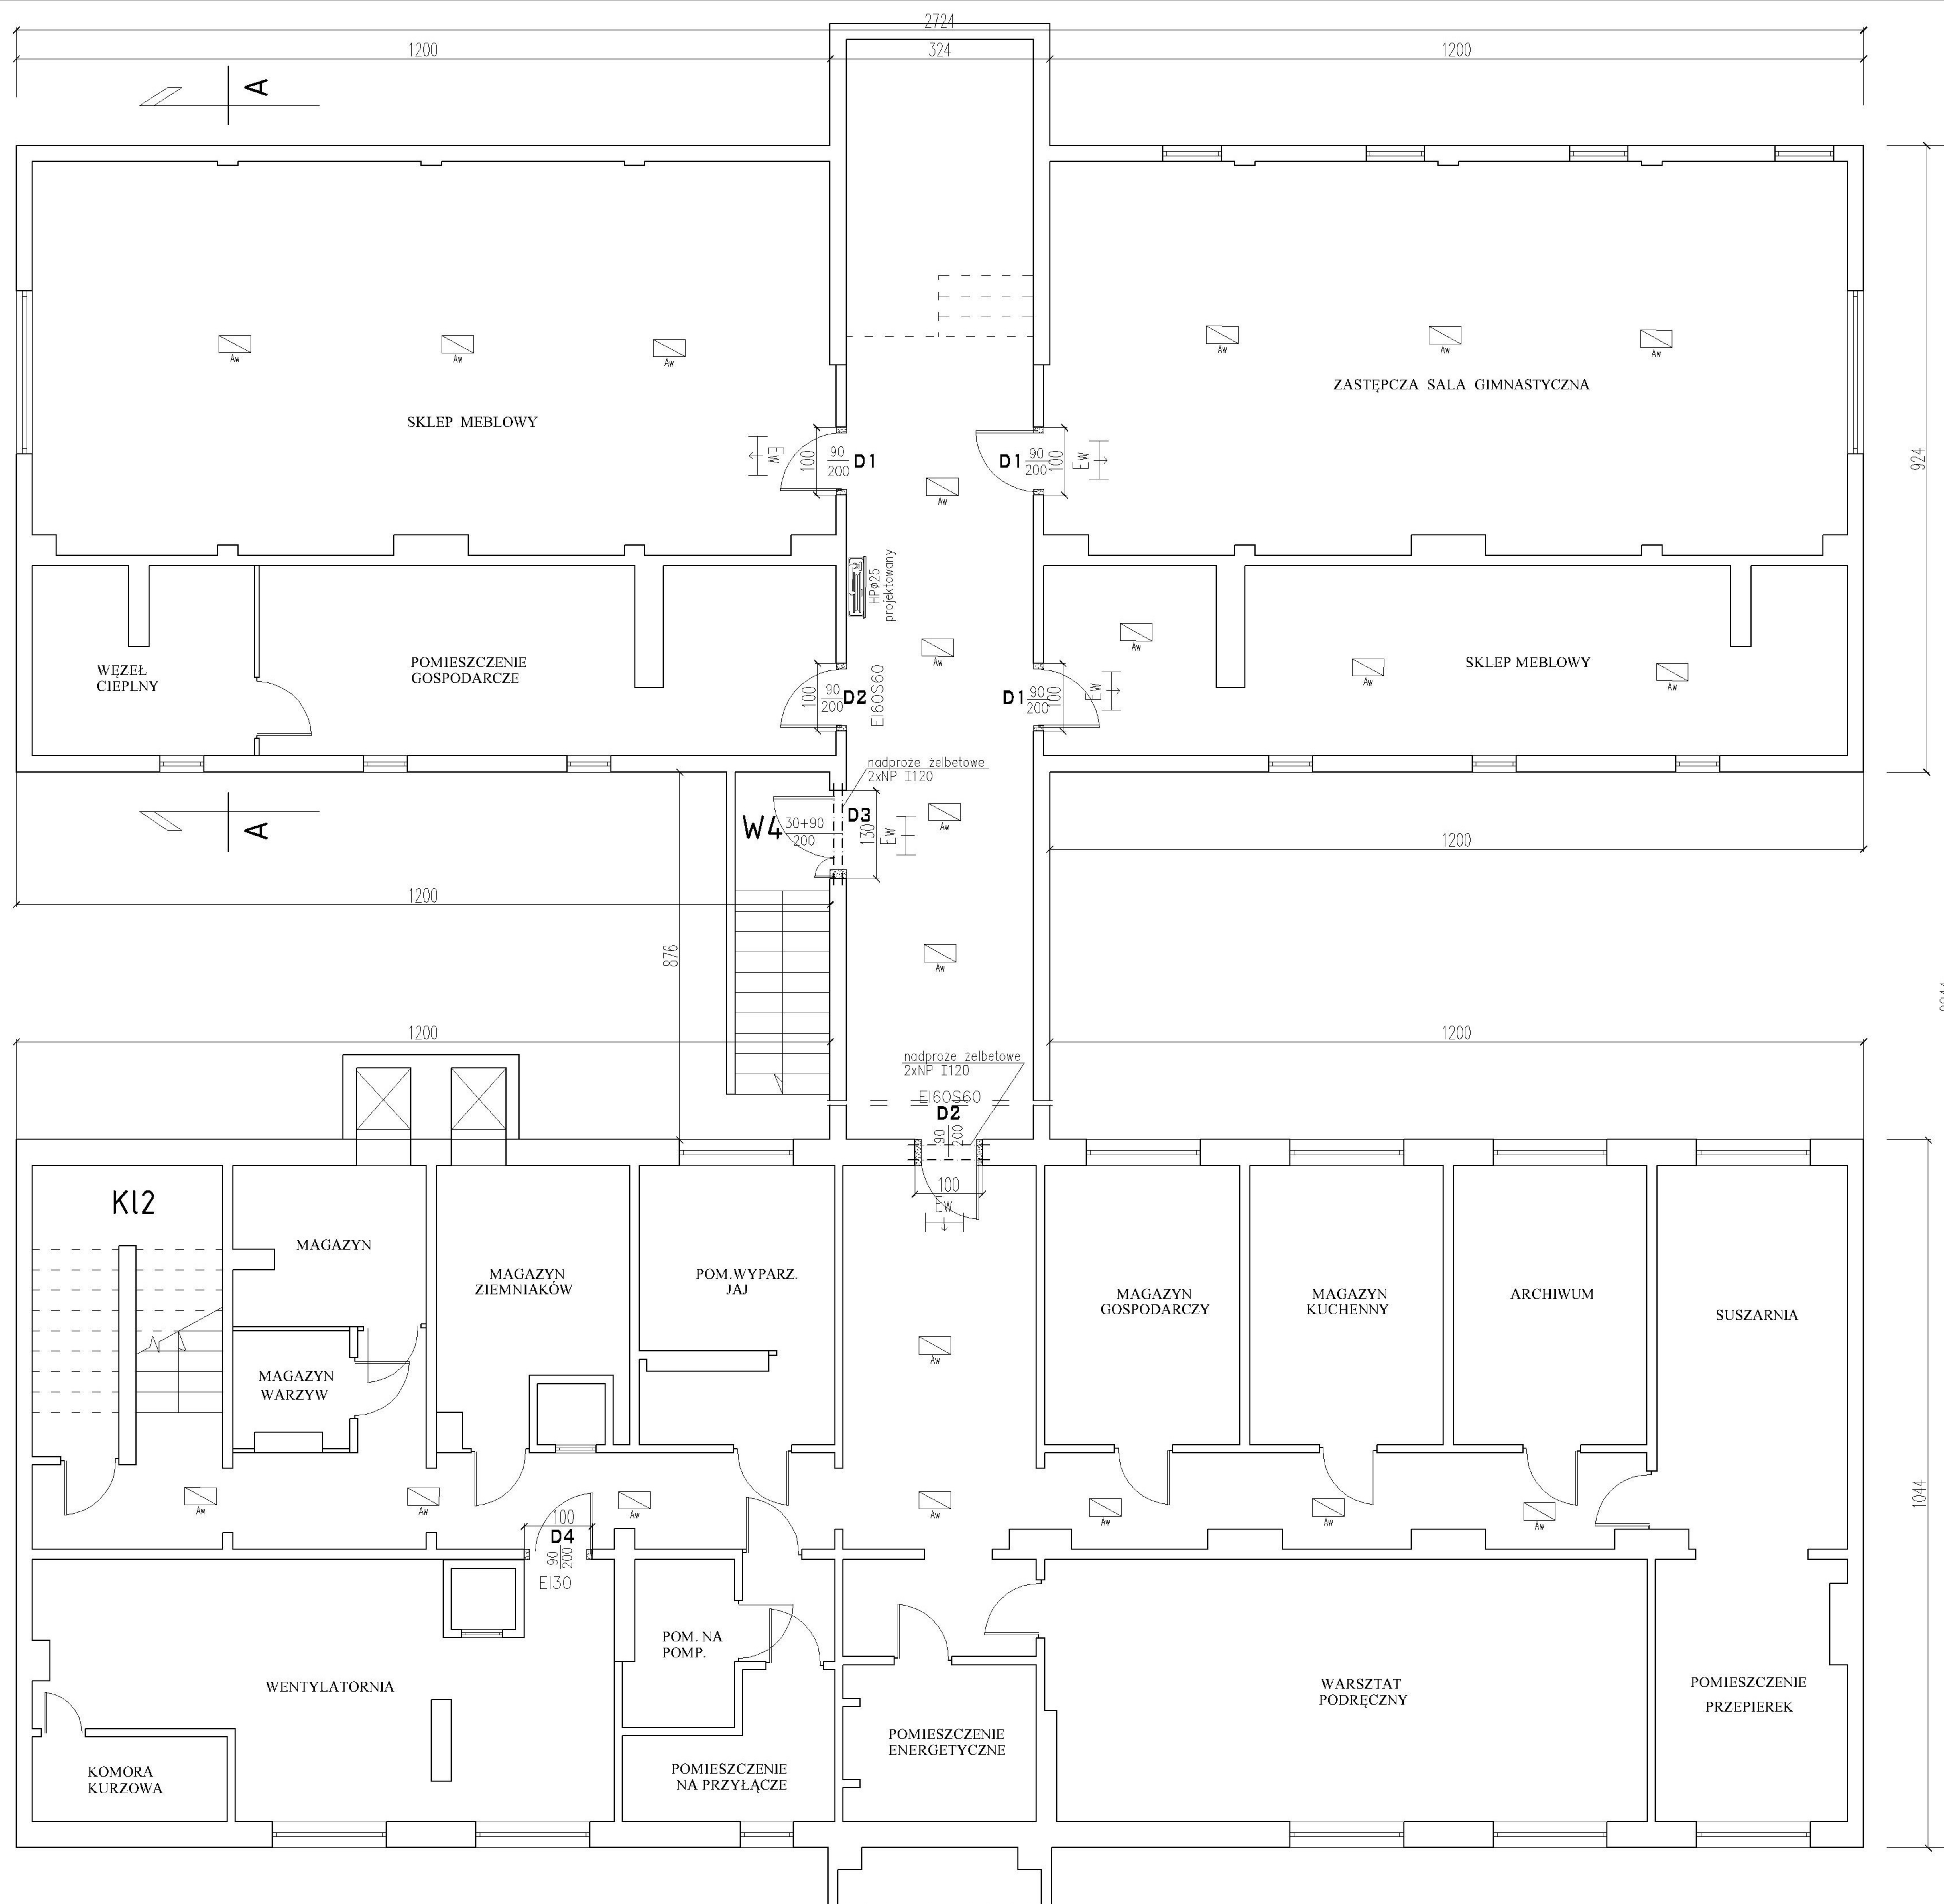 2724
1200
324
1200
A
924
Aw
Aw
Aw
Aw
Aw
Aw
ZASTĘPCZA SALA GIMNASTYCZNA
SKLEP MEBLOWY
EW
100
90
200
D1
D1
90
200
100
EW
Aw
HPø25
projektowany
WĘZEŁ
CIEPLNY
POMIESZCZENIE
GOSPODARCZE
Aw
Aw
SKLEP MEBLOWY
Aw
Aw
100
90
200
D2
EI60S60
D1
90
200
100
EW
nadproże żelbetowe
2xNP I120
A
W4
30+90
200
D3
130
EW
Aw
1200
1200
876
Aw
1200
1200
nadproże żelbetowe
2xNP I120
EI60S60
D2
90
200
100
EW
Kl2
MAGAZYN
MAGAZYN
ZIEMNIAKÓW
POM.WYPARZ.
JAJ
MAGAZYN
GOSPODARCZY
MAGAZYN
KUCHENNY
ARCHIWUM
SUSZARNIA
Aw
MAGAZYN
WARZYW
1044
Aw
Aw
Aw
Aw
Aw
Aw
Aw
100
D4
90
200
EI30
POM. NA
POMP.
WENTYLATORNIA
WARSZTAT
PODRĘCZNY
POMIESZCZENIE
PRZEPIEREK
POMIESZCZENIE
ENERGETYCZNE
KOMORA
KURZOWA
POMIESZCZENIE
NA PRZYŁĄCZE